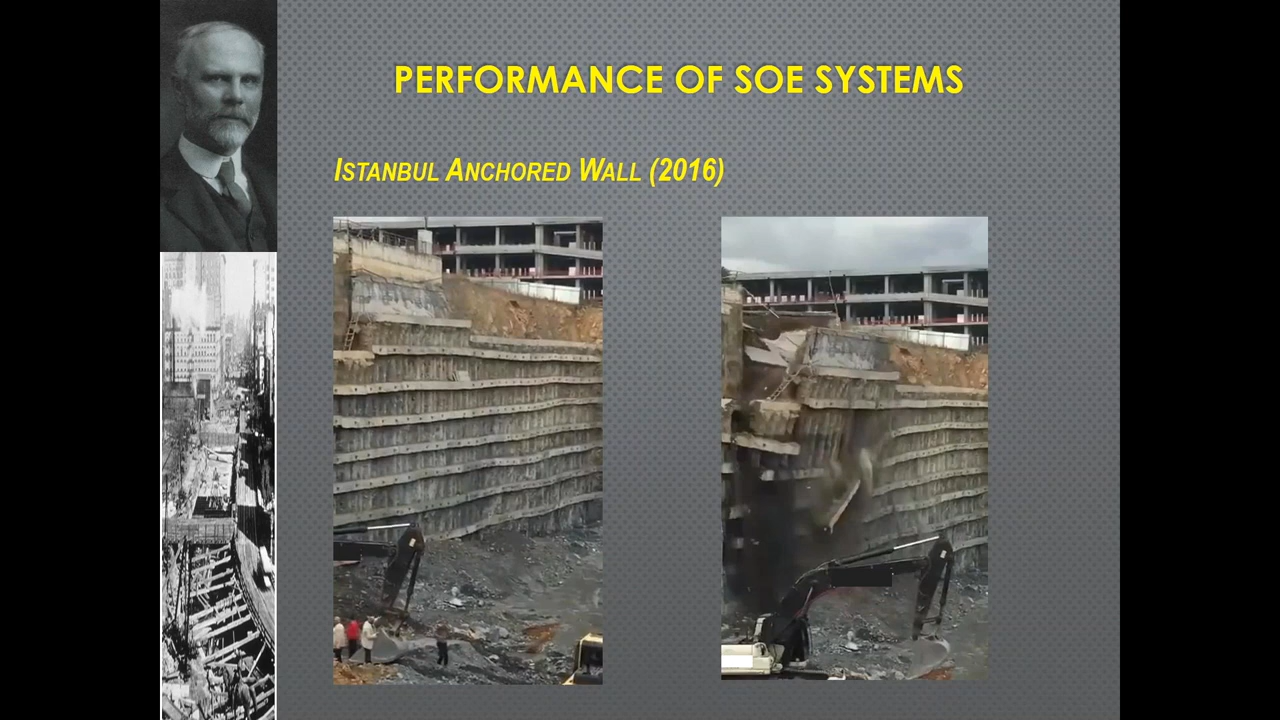 PERFORMANCE OF SOE SYSTEMS
ISTANBUL ANCHORED WALL (2016)